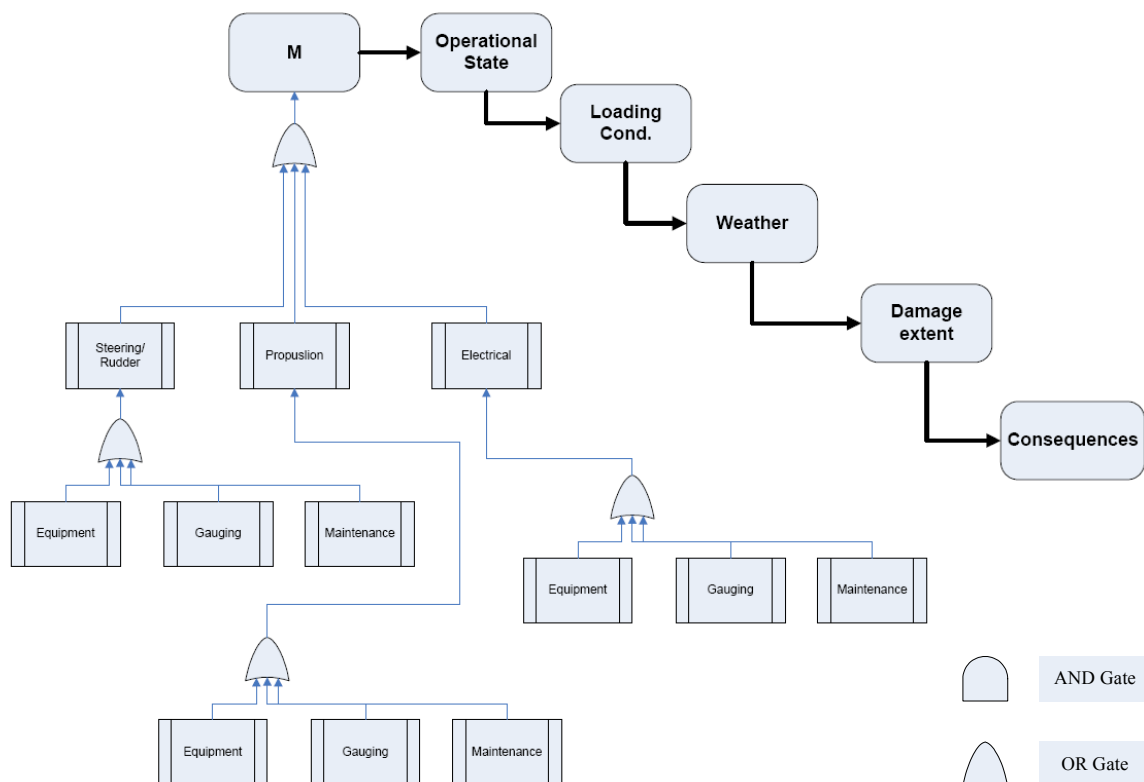 M
Operational
State
Loading
Cond.
Weather
Damage
extent
Consequences
Steering/
Rudder
Propuslion
Electrical
Equipment
Gauging
Maintenance
Equipment
Gauging
Maintenance
Equipment
Gauging
Maintenance
AND Gate
OR Gate